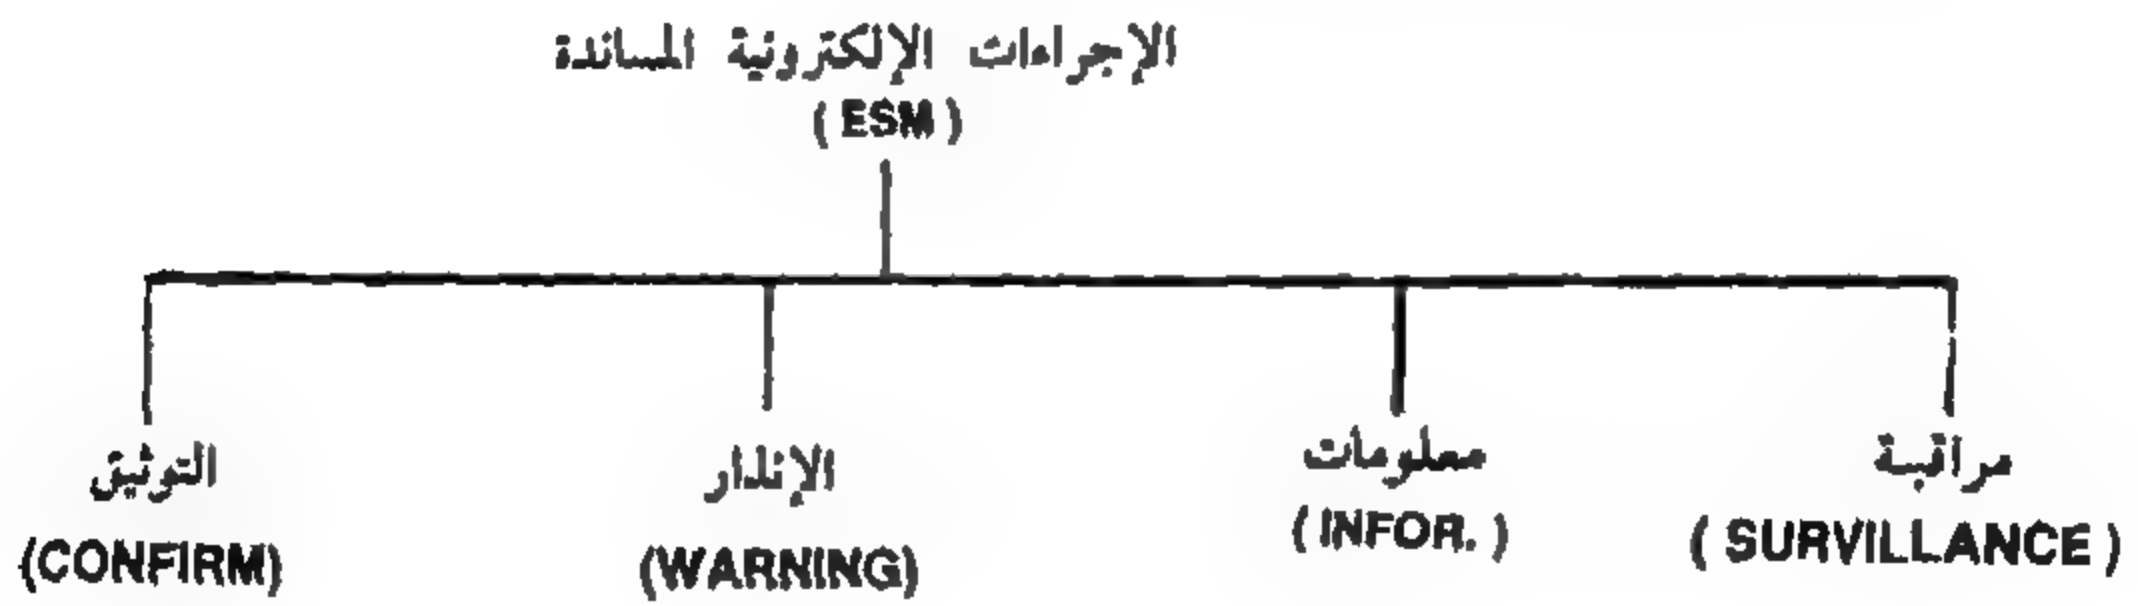 الإجراءات الإلكترونية المساندة
( ESM )
مراقبة
( SURVILLANCE )
معلومات
( INFOR. )
الإنذار
(WARNING)
التوثيق
(CONFIRM)